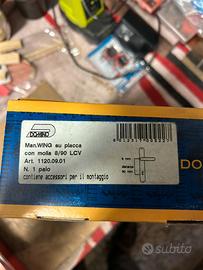 DOMINO
Man.WING su placca
con molla 8/90 LCV
Art. 1120.09.01
N. 1 paio
contiene accessori per il montaggio
DO
subito